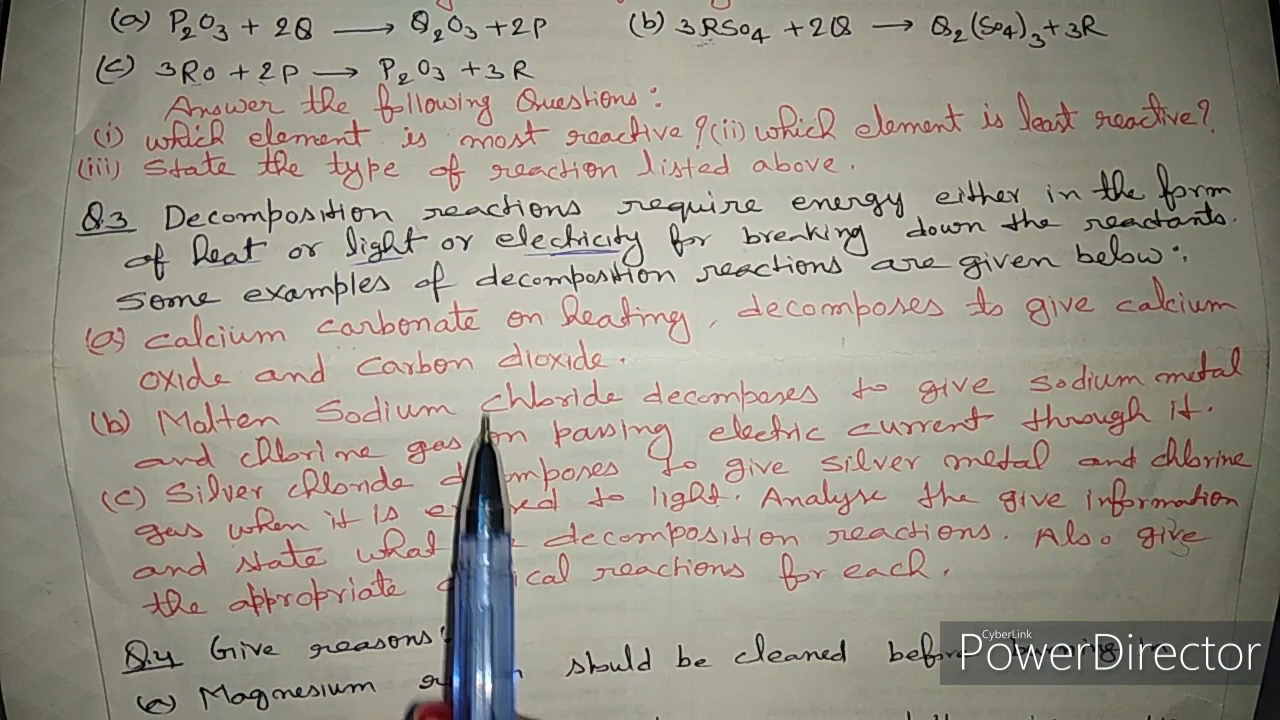 (a) P2O3 + 2Q → Q2O3 + 2P (b) 3RSO4 + 2Q → Q2(SO4)3 + 3R
(c) 3RO + 2P → P2O3 + 3R
Answer the following Questions:
(i) which element is most reactive? (ii) which element is least reactive?
(iii) State the type of reaction listed above.
Q3 Decomposition reactions require energy either in the form
of heat or light or electricity for breaking down the reactants.
Some examples of decomposition reactions are given below:
(a) Calcium carbonate on heating, decomposes to give calcium
oxide and carbon dioxide.
(b) Molten Sodium chloride decomposes to give sodium metal
and chlorine gas on passing electric current through it.
(c) Silver chloride decomposes to give silver metal and chlorine
gas when it is to light. Analyse the give information
and state what decomposition reactions. Also give
the appropriate reactions for each.
Q.4 Give reasons:
(a) Magnesium should be cleaned
CyberLink
PowerDirector